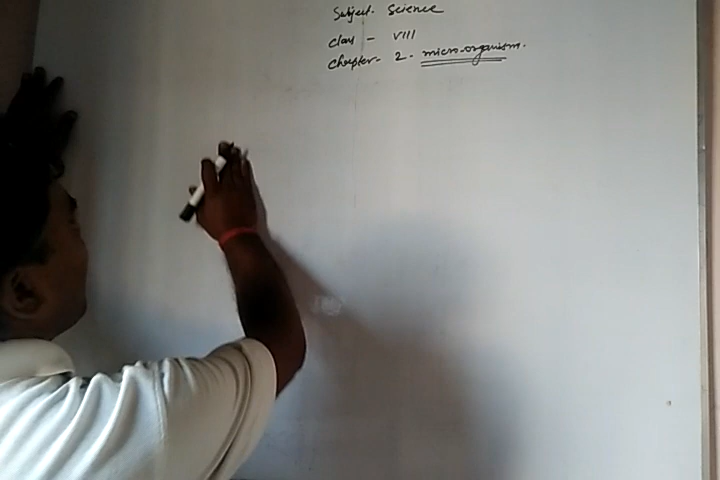 Subject. Science
class - VIII
Chapter- 2. micro-organism.